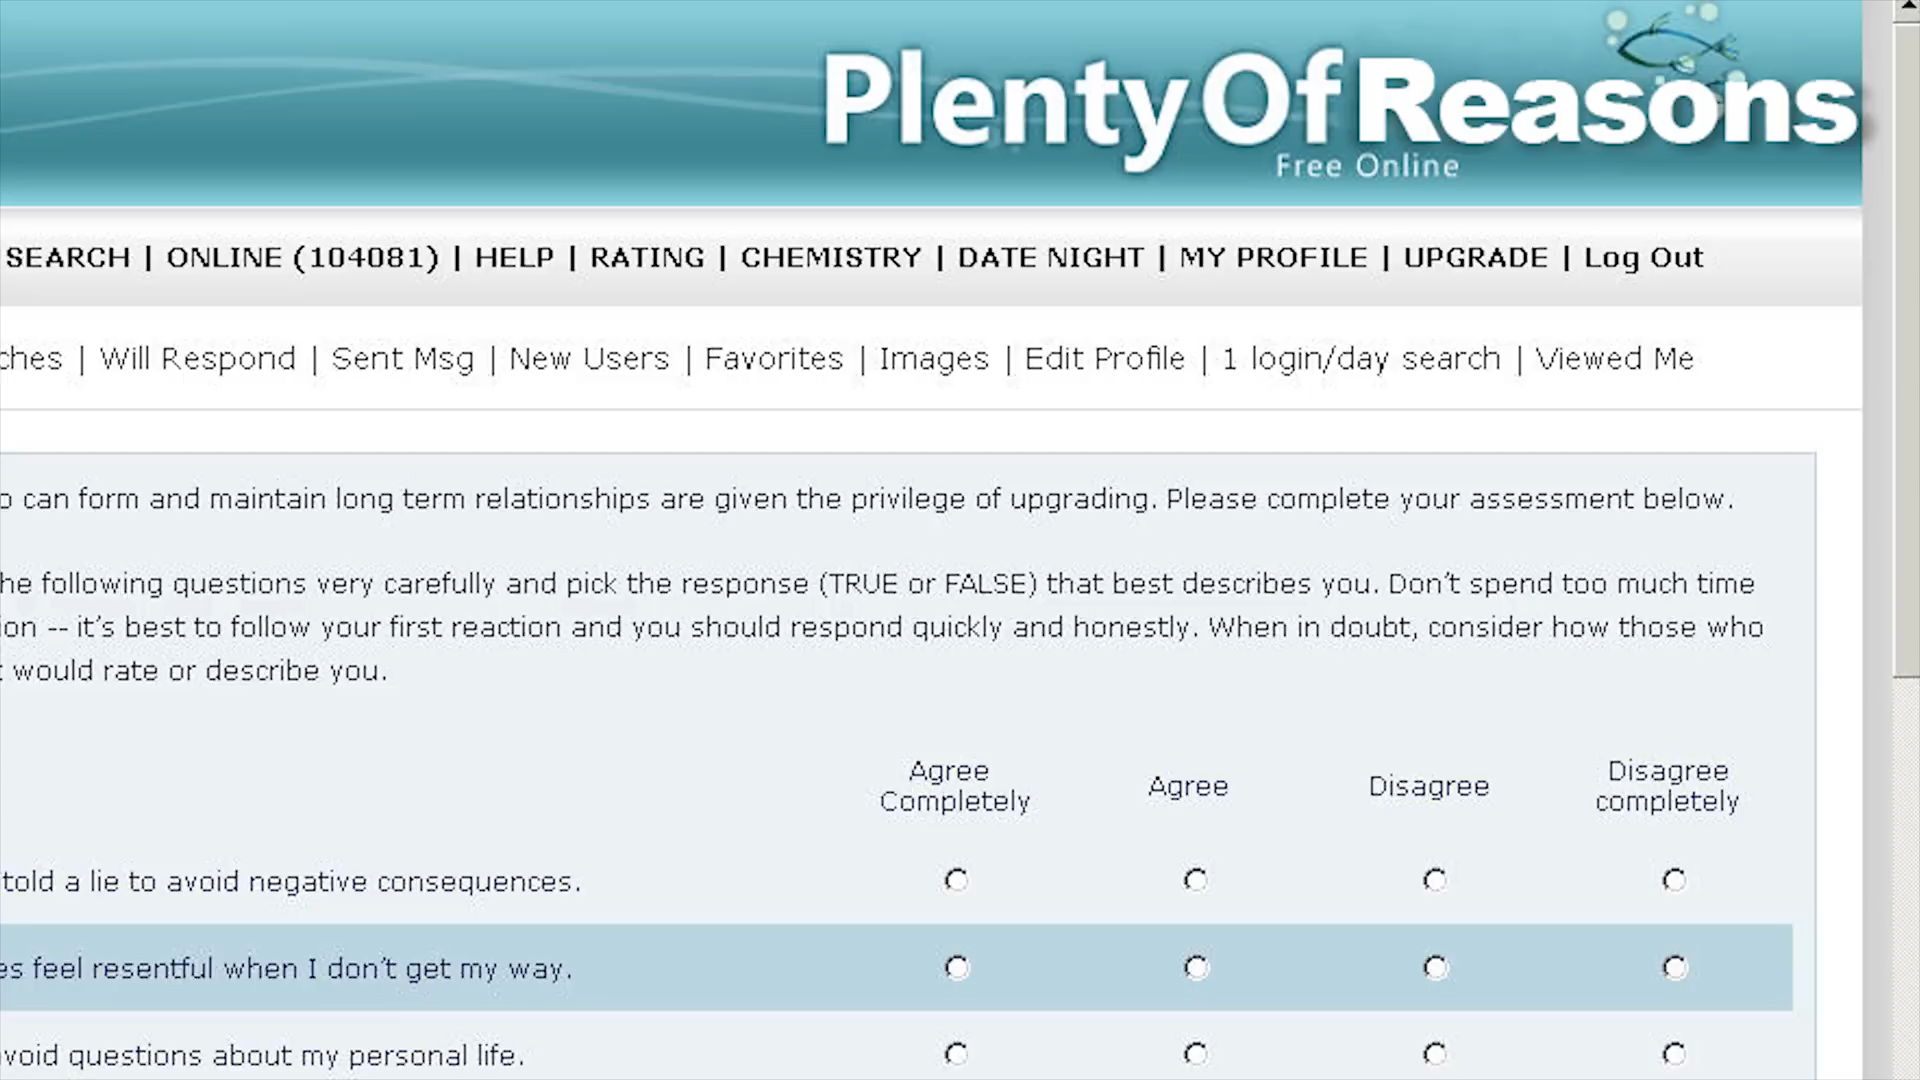 PlentyOfReasons
Free Online
SEARCH | ONLINE (104081) | HELP | RATING | CHEMISTRY | DATE NIGHT | MY PROFILE | UPGRADE | Log Out
| Will Respond | Sent Msg | New Users | Favorites | Images | Edit Profile | 1 login/day search | Viewed Me
can form and maintain long term relationships are given the privilege of upgrading. Please complete your assessment below.
following questions very carefully and pick the response (TRUE or FALSE) that best describes you. Don't spend too much time
-- it's best to follow your first reaction and you should respond quickly and honestly. When in doubt, consider how those who
would rate or describe you.
Agree Completely
Agree
Disagree
Disagree completely
told a lie to avoid negative consequences.
feel resentful when I don't get my way.
questions about my personal life.